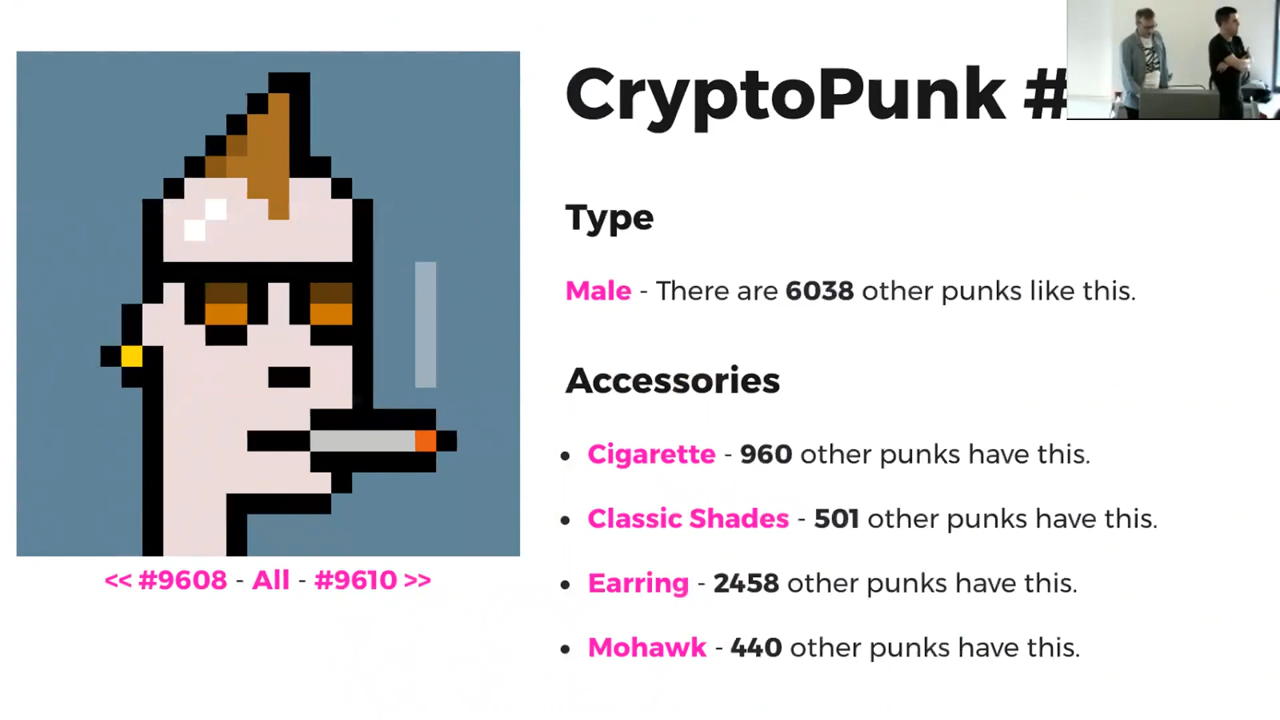 CryptoPunk #
Type
Male - There are 6038 other punks like this.
Accessories
• Cigarette - 960 other punks have this.
• Classic Shades - 501 other punks have this.
• Earring - 2458 other punks have this.
• Mohawk - 440 other punks have this.
<< #9608 - All - #9610 >>